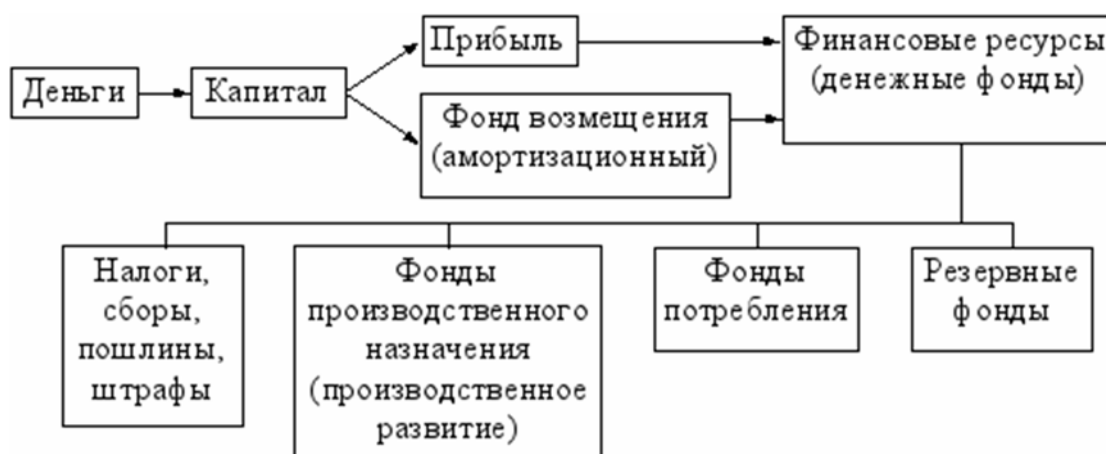 Деньги
Капитал
Прибыль
Фонд возмещения
(амортизационный)
Финансовые ресурсы
(денежные фонды)
Налоги,
сборы,
пошлины,
штрафы
Фонды
производственного
назначения
(производственное
развитие)
Фонды
потребления
Резервные
фонды